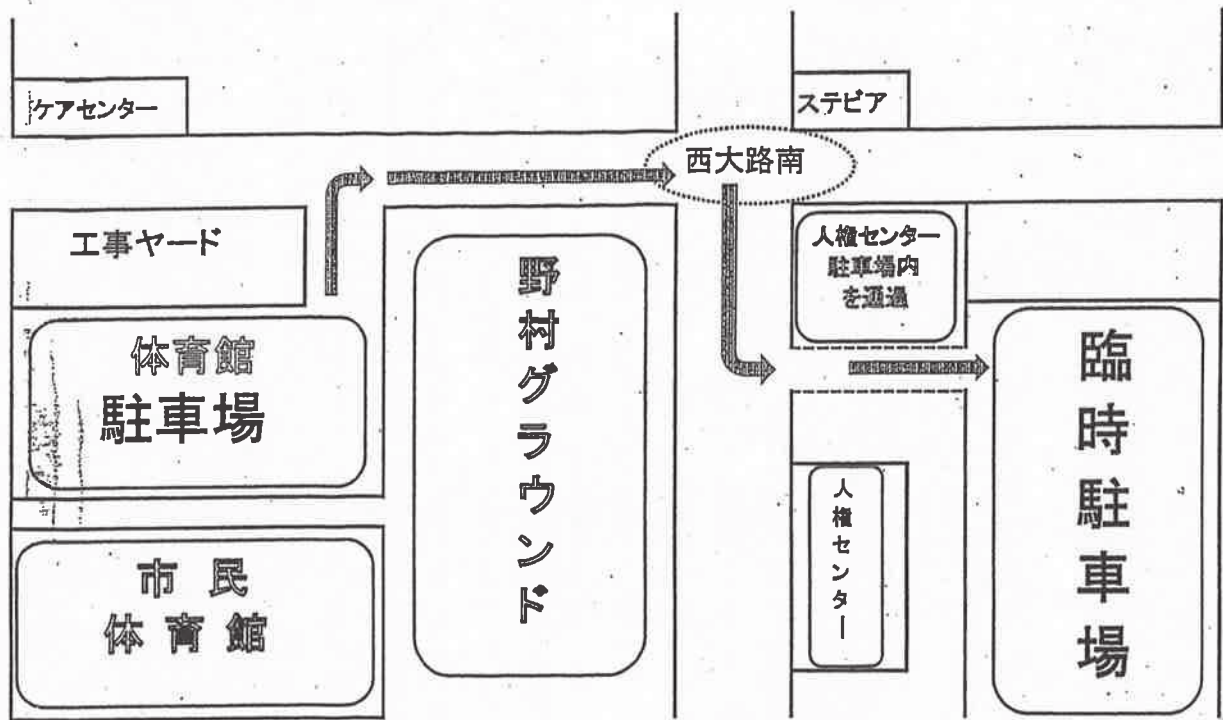 ケアセンター
ステビア
西大路南
工事ヤード
人権センター
駐車場内
を通過
体育館
駐車場
野村グラウンド
臨時駐車場
人権センター
市民
体育館